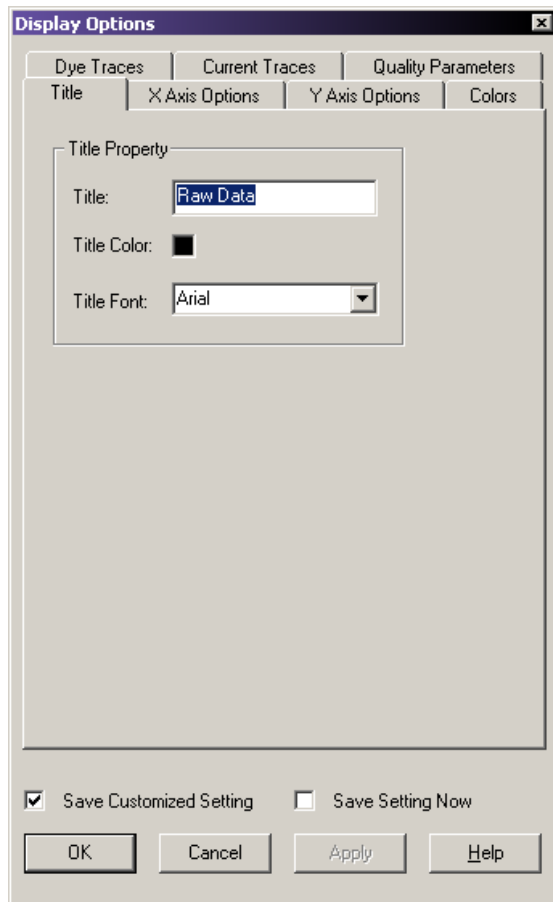 Display Options
Dye Traces Current Traces Quality Parameters
Title X Axis Options Y Axis Options Colors
Title Property
Title: Raw Data
Title Color:
Title Font: Arial
Save Customized Setting Save Setting Now
OK Cancel Apply Help